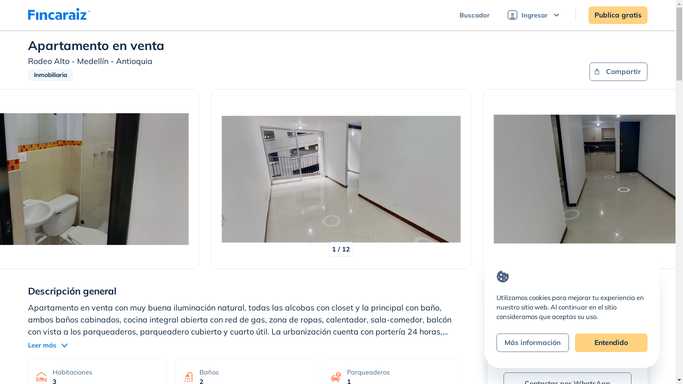 Fincaraiz
Buscador
Ingresar
Publica gratis
Apartamento en venta
Rodeo Alto - Medellín - Antioquia
Inmobiliaria
Compartir
1 / 12
Descripción general
Apartamento en venta con muy buena iluminación natural, todas las alcobas con closet y la principal con baño,
ambos baños cabinados, cocina integral abierta con red de gas, zona de ropas, calentador, sala-comedor, balcón
con vista a los parqueaderos, parqueadero cubierto y cuarto útil. La urbanización cuenta con portería 24 horas,...
Leer más
Habitaciones
3
Baños
2
Parqueaderos
1
Utilizamos cookies para mejorar tu experiencia en
nuestro sitio web. Al continuar en el sitio
consideramos que aceptas su uso.
Más información
Entendido
Contactar por WhatsApp